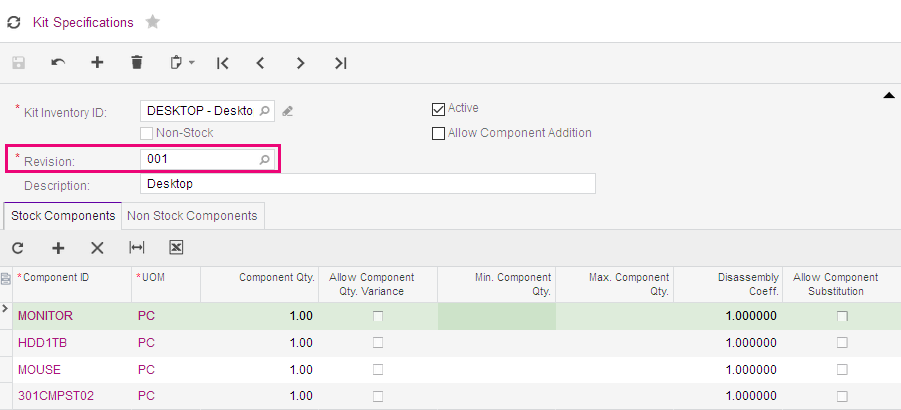 Kit Specifications
* Kit Inventory ID: DESKTOP - Deskto
Active
Non-Stock
Allow Component Addition
* Revision: 001
Description: Desktop
Stock Components Non Stock Components
*Component ID *UOM Component Qty. Allow Component Qty. Variance Min. Component Qty. Max. Component Qty. Disassembly Coeff. Allow Component Substitution
MONITOR PC 1.00 1.000000
HDD1TB PC 1.00 1.000000
MOUSE PC 1.00 1.000000
301CMPST02 PC 1.00 1.000000